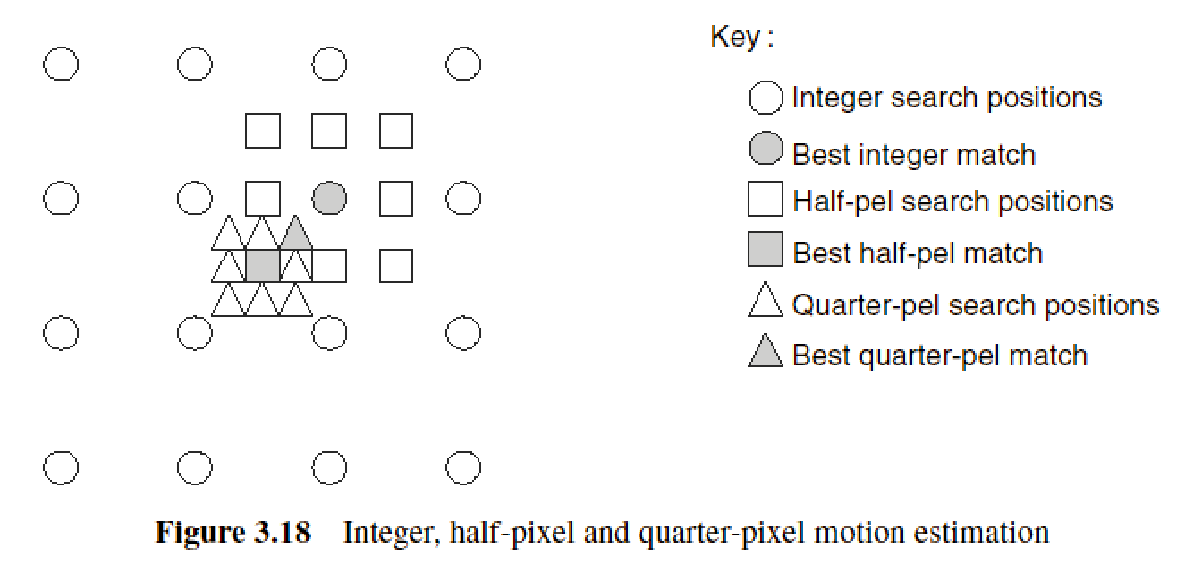 Key :
Integer search positions
Best integer match
Half-pel search positions
Best half-pel match
Quarter-pel search positions
Best quarter-pel match
Figure 3.18 Integer, half-pixel and quarter-pixel motion estimation